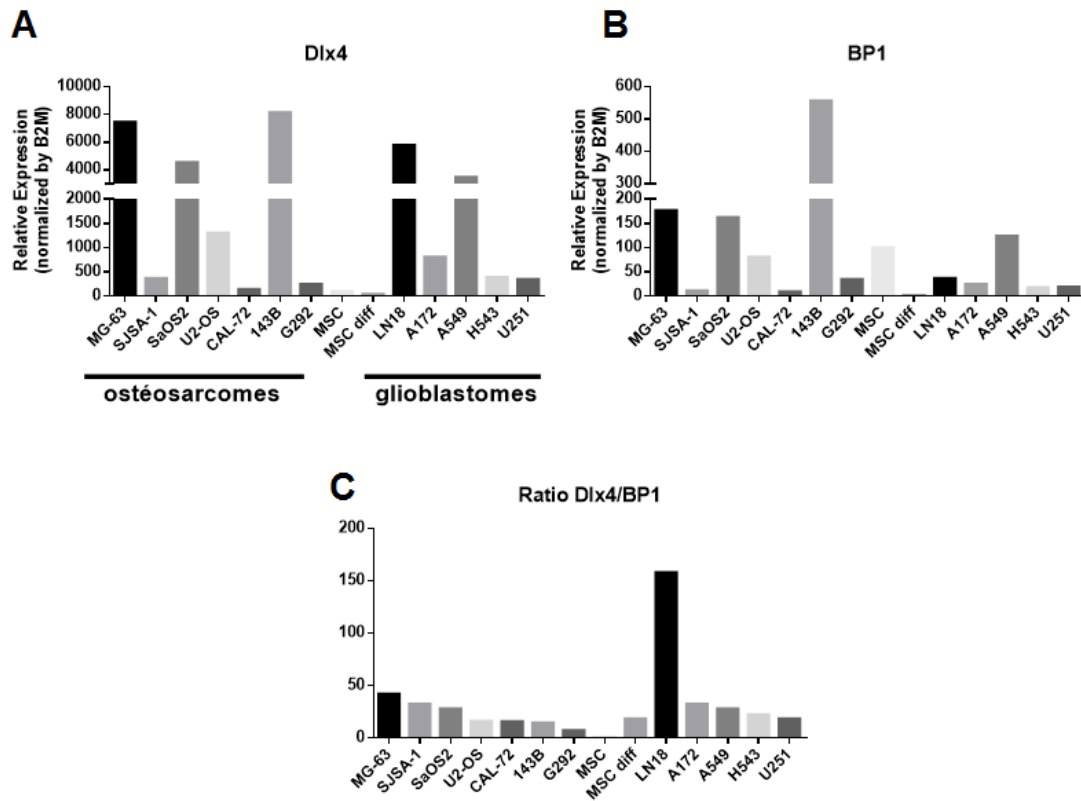 A
Dlx4
Relative Expression
(normalized by B2M)
10000
8000
6000
4000
2000
1500
1000
500
0
MG-63
SJSA-1
SaOS2
U2-OS
CAL-72
143B
G292
MSC
MSC diff
LN18
A172
A549
H543
U251
ostéosarcomes
glioblastomes
B
BP1
Relative Expression
(normalized by B2M)
600
500
400
300
200
150
100
50
0
MG-63
SJSA-1
SaOS2
U2-OS
CAL-72
143B
G292
MSC
MSC diff
LN18
A172
A549
H543
U251
C
Ratio Dlx4/BP1
200
150
100
50
0
MG-63
SJSA-1
SaOS2
U2-OS
CAL-72
143B
G292
MSC
MSC diff
LN18
A172
A549
H543
U251